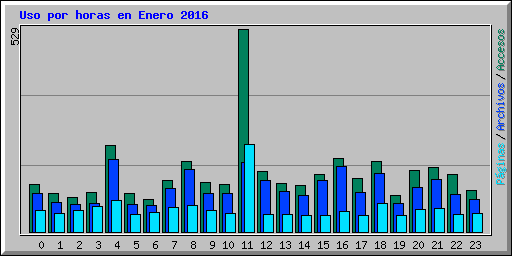 Uso por horas en Enero 2016
529
0 1 2 3 4 5 6 7 8 9 10 11 12 13 14 15 16 17 18 19 20 21 22 23
Páginas / Archivos / Accesos